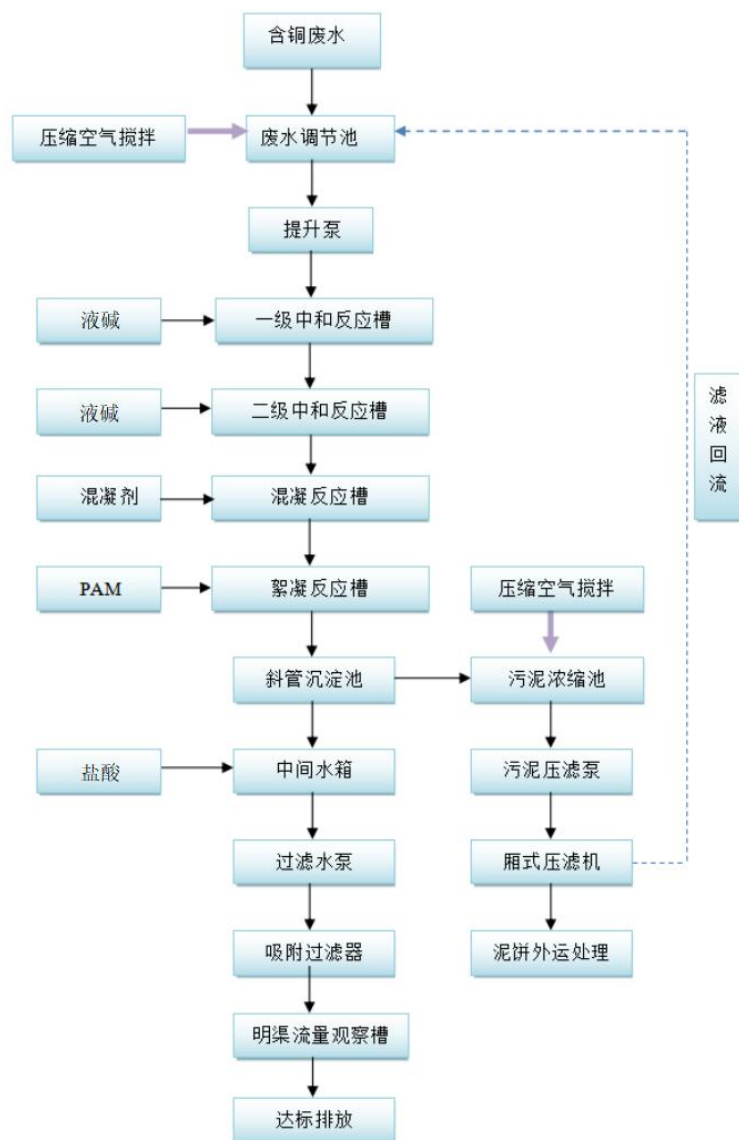 含铜废水
压缩空气搅拌
废水调节池
提升泵
液碱
一级中和反应槽
液碱
二级中和反应槽
滤
液
回
流
混凝剂
混凝反应槽
PAM
絮凝反应槽
压缩空气搅拌
斜管沉淀池
污泥浓缩池
盐酸
中间水箱
污泥压滤泵
过滤水泵
厢式压滤机
吸附过滤器
泥饼外运处理
明渠流量观察槽
达标排放